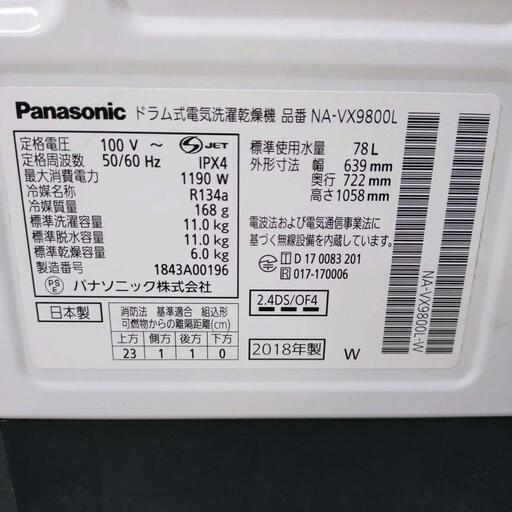 Panasonic ドラム式電気洗濯乾燥機 品番 NA-VX9800L
定格電圧 100 V ~
S JET
定格周波数 50/60 Hz IPX4
最大消費電力 1190 W
冷媒名称 R134a
冷媒質量 168 g
標準洗濯容量 11.0 kg
標準脱水容量 11.0 kg
標準乾燥容量 6.0 kg
製造番号 1843A00196
PSE パナソニック株式会社
日本製
消防法 基準適合 組込形
可燃物からの離隔距離(cm)
上方 側方 後方 下方
23 1 1 0
標準使用水量 78 L
外形寸法 幅 639 mm
奥行 722 mm
高さ 1058 mm
電波法および電気通信事業法に
基づく無線設備を内蔵しています。
T D 17 0083 201
R 017-170006
2.4DS/OF4
2018年製
W
NA-VX9800L-W